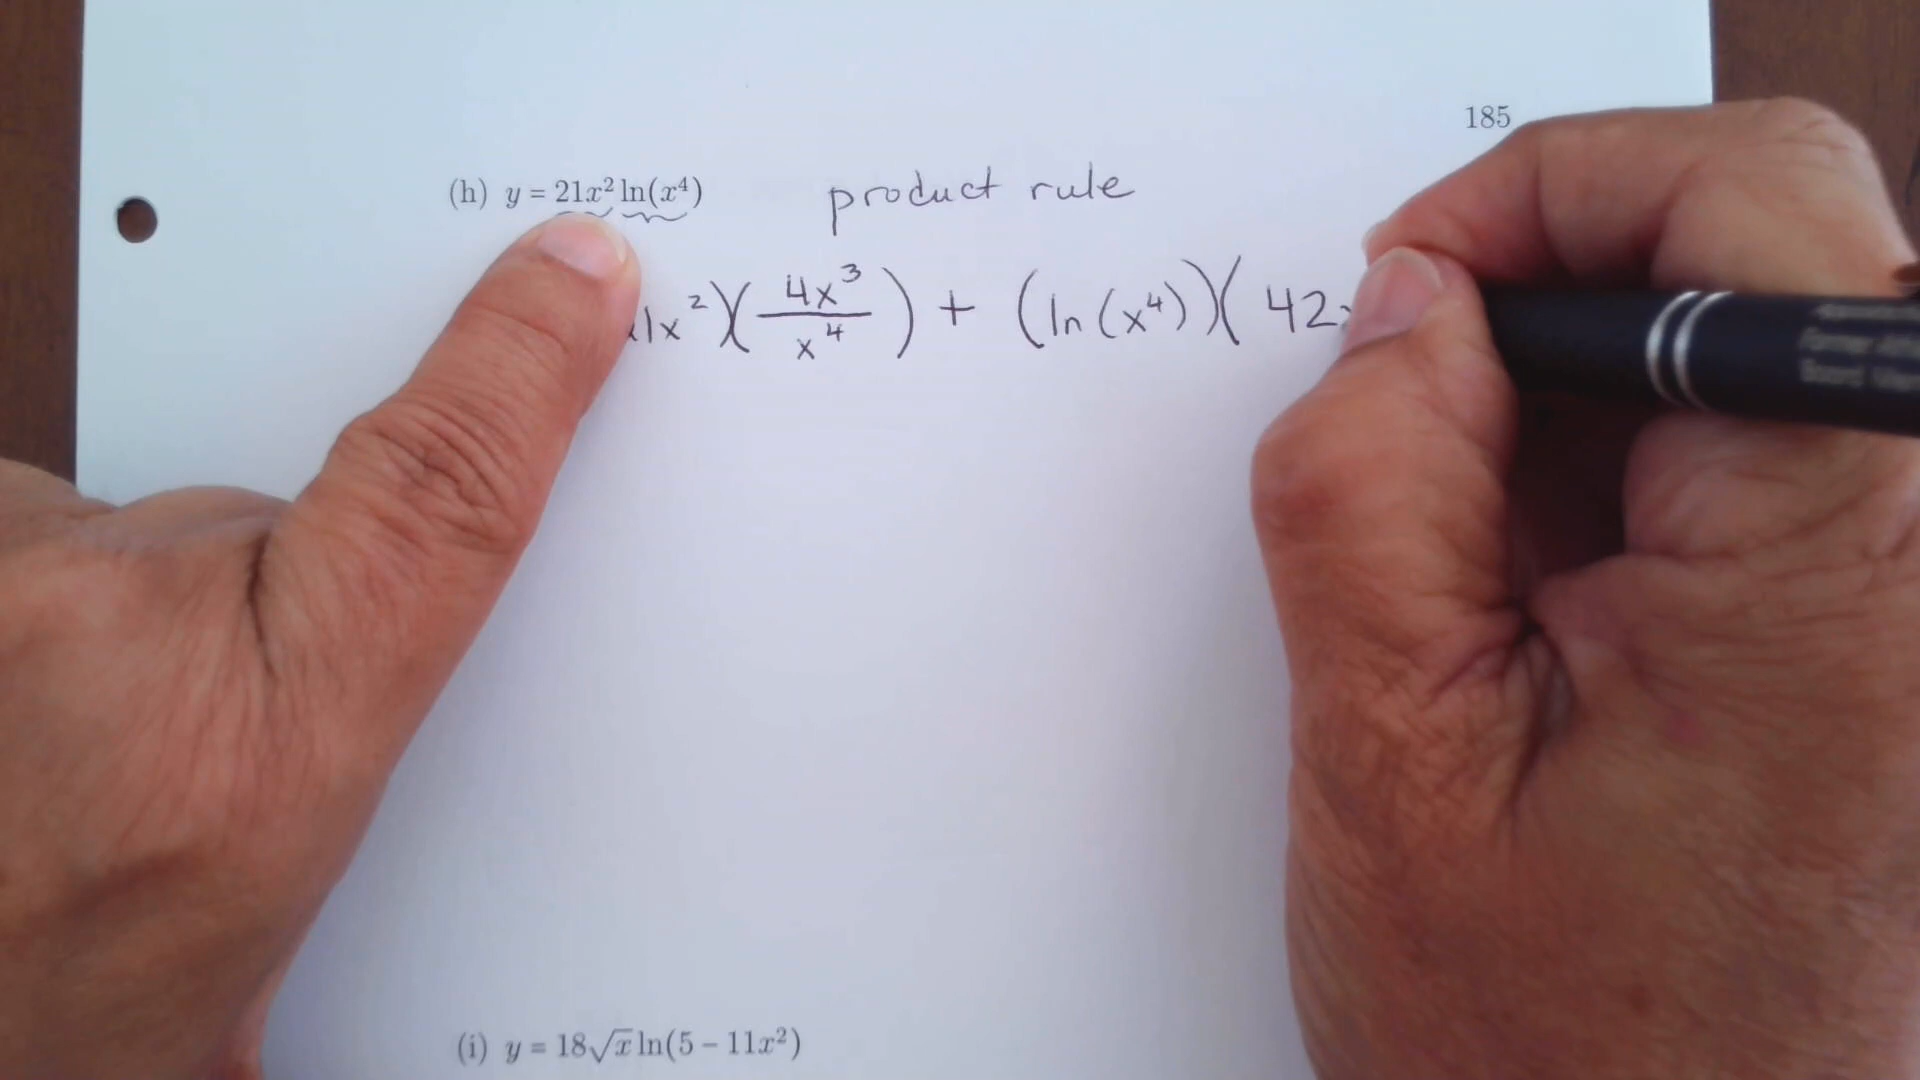 185
(h) y = 21x² ln(x⁴) product rule
1x²)(4x³/x⁴) + (ln(x⁴))(42
(i) y = 18√x ln(5 − 11x²)